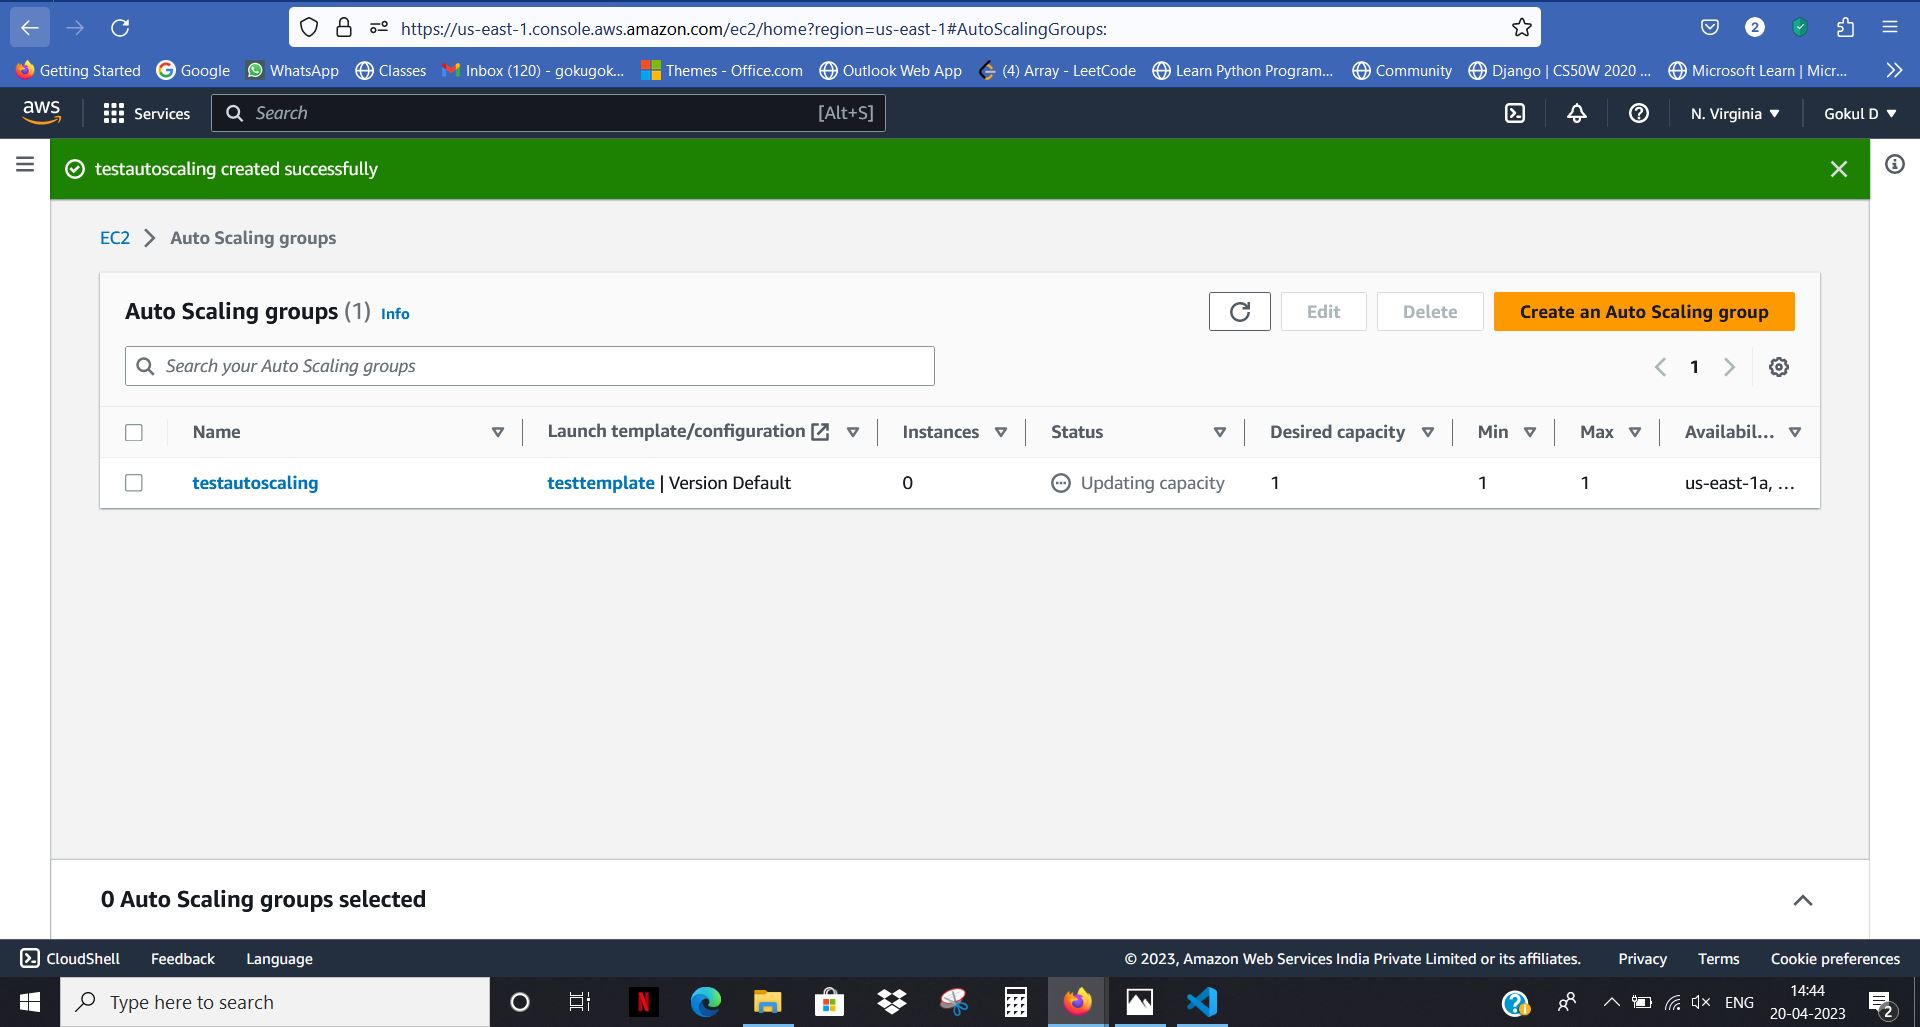 https://us-east-1.console.aws.amazon.com/ec2/home?region=us-east-1#AutoScalingGroups:
2
Getting Started Google WhatsApp Classes Inbox (120) - gokugok... Themes - Office.com Outlook Web App (4) Array - LeetCode Learn Python Program... Community Django | CS50W 2020 ... Microsoft Learn | Micr...
aws Services Search [Alt+S] N. Virginia Gokul D
testautoscaling created successfully
EC2 Auto Scaling groups
Auto Scaling groups (1) Info Edit Delete Create an Auto Scaling group
Search your Auto Scaling groups 1
Name Launch template/configuration Instances Status Desired capacity Min Max Availabil...
testautoscaling testtemplate | Version Default 0 Updating capacity 1 1 1 us-east-1a, ...
0 Auto Scaling groups selected
CloudShell Feedback Language © 2023, Amazon Web Services India Private Limited or its affiliates. Privacy Terms Cookie preferences
Type here to search N ENG 14:44
20-04-2023 2